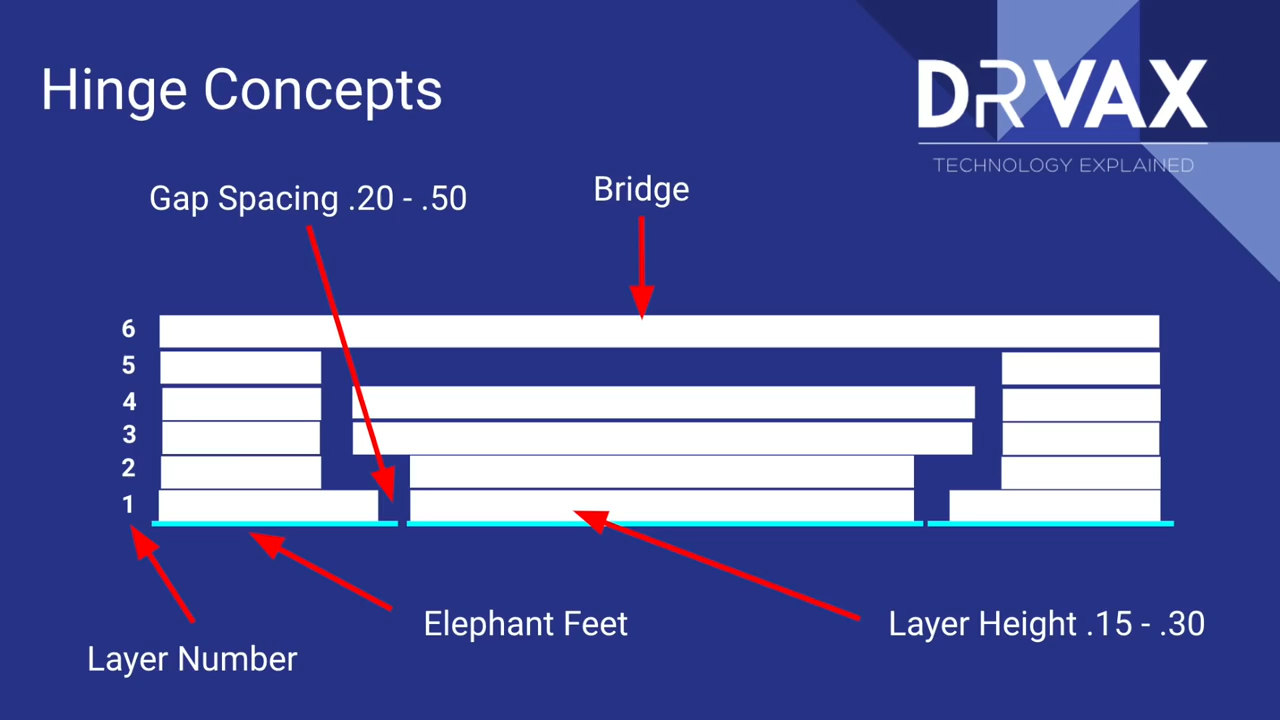 Hinge Concepts
DRVAX
TECHNOLOGY EXPLAINED
Gap Spacing .20 - .50
Bridge
6
5
4
3
2
1
Elephant Feet
Layer Height .15 - .30
Layer Number